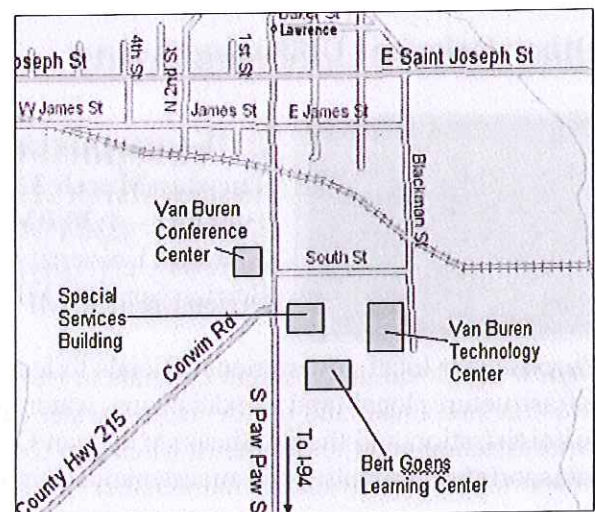 Lawrence
oseph St
4th St
N 2nd St
1st St
E Saint Joseph St
W James St
James St
E James St
Blackmon St
Van Buren
Conference
Center
South St
Special
Services
Building
Corwin Rd
County Hwy 215
S Paw Paw S
To I-94
Van Buren
Technology
Center
Bert Goens
Learning Center